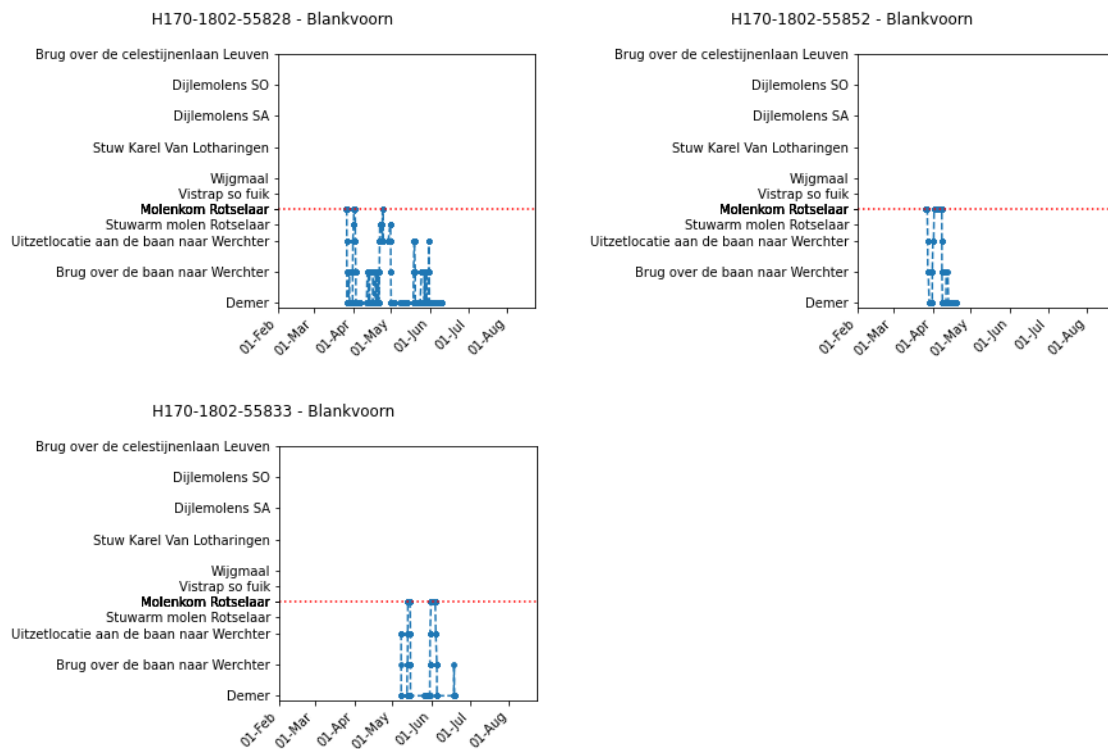 H170-1802-55828 - Blankvoorn
Brug over de celestijnenlaan Leuven
Dijlemolens SO
Dijlemolens SA
Stuw Karel Van Lotharingen
Wijgmaal
Vistrap so fuik
Molenkom Rotselaar
Stuwarm molen Rotselaar
Uitzetlocatie aan de baan naar Werchter
Brug over de baan naar Werchter
Demer
01-Feb
01-Mar
01-Apr
01-May
01-Jun
01-Jul
01-Aug
H170-1802-55852 - Blankvoorn
Brug over de celestijnenlaan Leuven
Dijlemolens SO
Dijlemolens SA
Stuw Karel Van Lotharingen
Wijgmaal
Vistrap so fuik
Molenkom Rotselaar
Stuwarm molen Rotselaar
Uitzetlocatie aan de baan naar Werchter
Brug over de baan naar Werchter
Demer
01-Feb
01-Mar
01-Apr
01-May
01-Jun
01-Jul
01-Aug
H170-1802-55833 - Blankvoorn
Brug over de celestijnenlaan Leuven
Dijlemolens SO
Dijlemolens SA
Stuw Karel Van Lotharingen
Wijgmaal
Vistrap so fuik
Molenkom Rotselaar
Stuwarm molen Rotselaar
Uitzetlocatie aan de baan naar Werchter
Brug over de baan naar Werchter
Demer
01-Feb
01-Mar
01-Apr
01-May
01-Jun
01-Jul
01-Aug